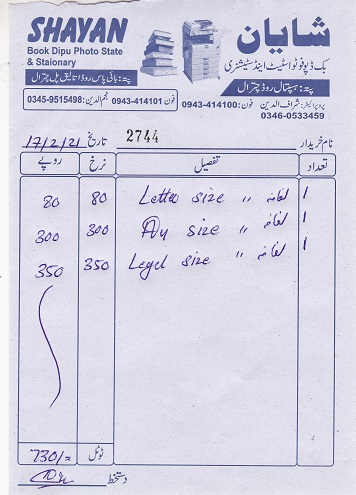 SHAYAN
Book Dipu Photo State
& Staionary
شایان
بک ڈپو فوٹو اسٹیٹ اینڈ سٹیشنری
پتہ: بائی پاس روڈ اتالیق پل چترال
پتہ: ہسپتال روڈ چترال
فون: 0943-414101 نجم الدین: 0345-9515498
پروپرائیٹر: شراف الدین فون: 0943-414100
0346-0533459
نام خریدار 2744 تاریخ 17/2/21
تعداد تفصیل نرخ روپے
1 لفافہ " Letter size 80 80
1 لفافہ " size 300 300
1 لفافہ " Legel size 350 350
ٹوٹل 730/=
دستخط